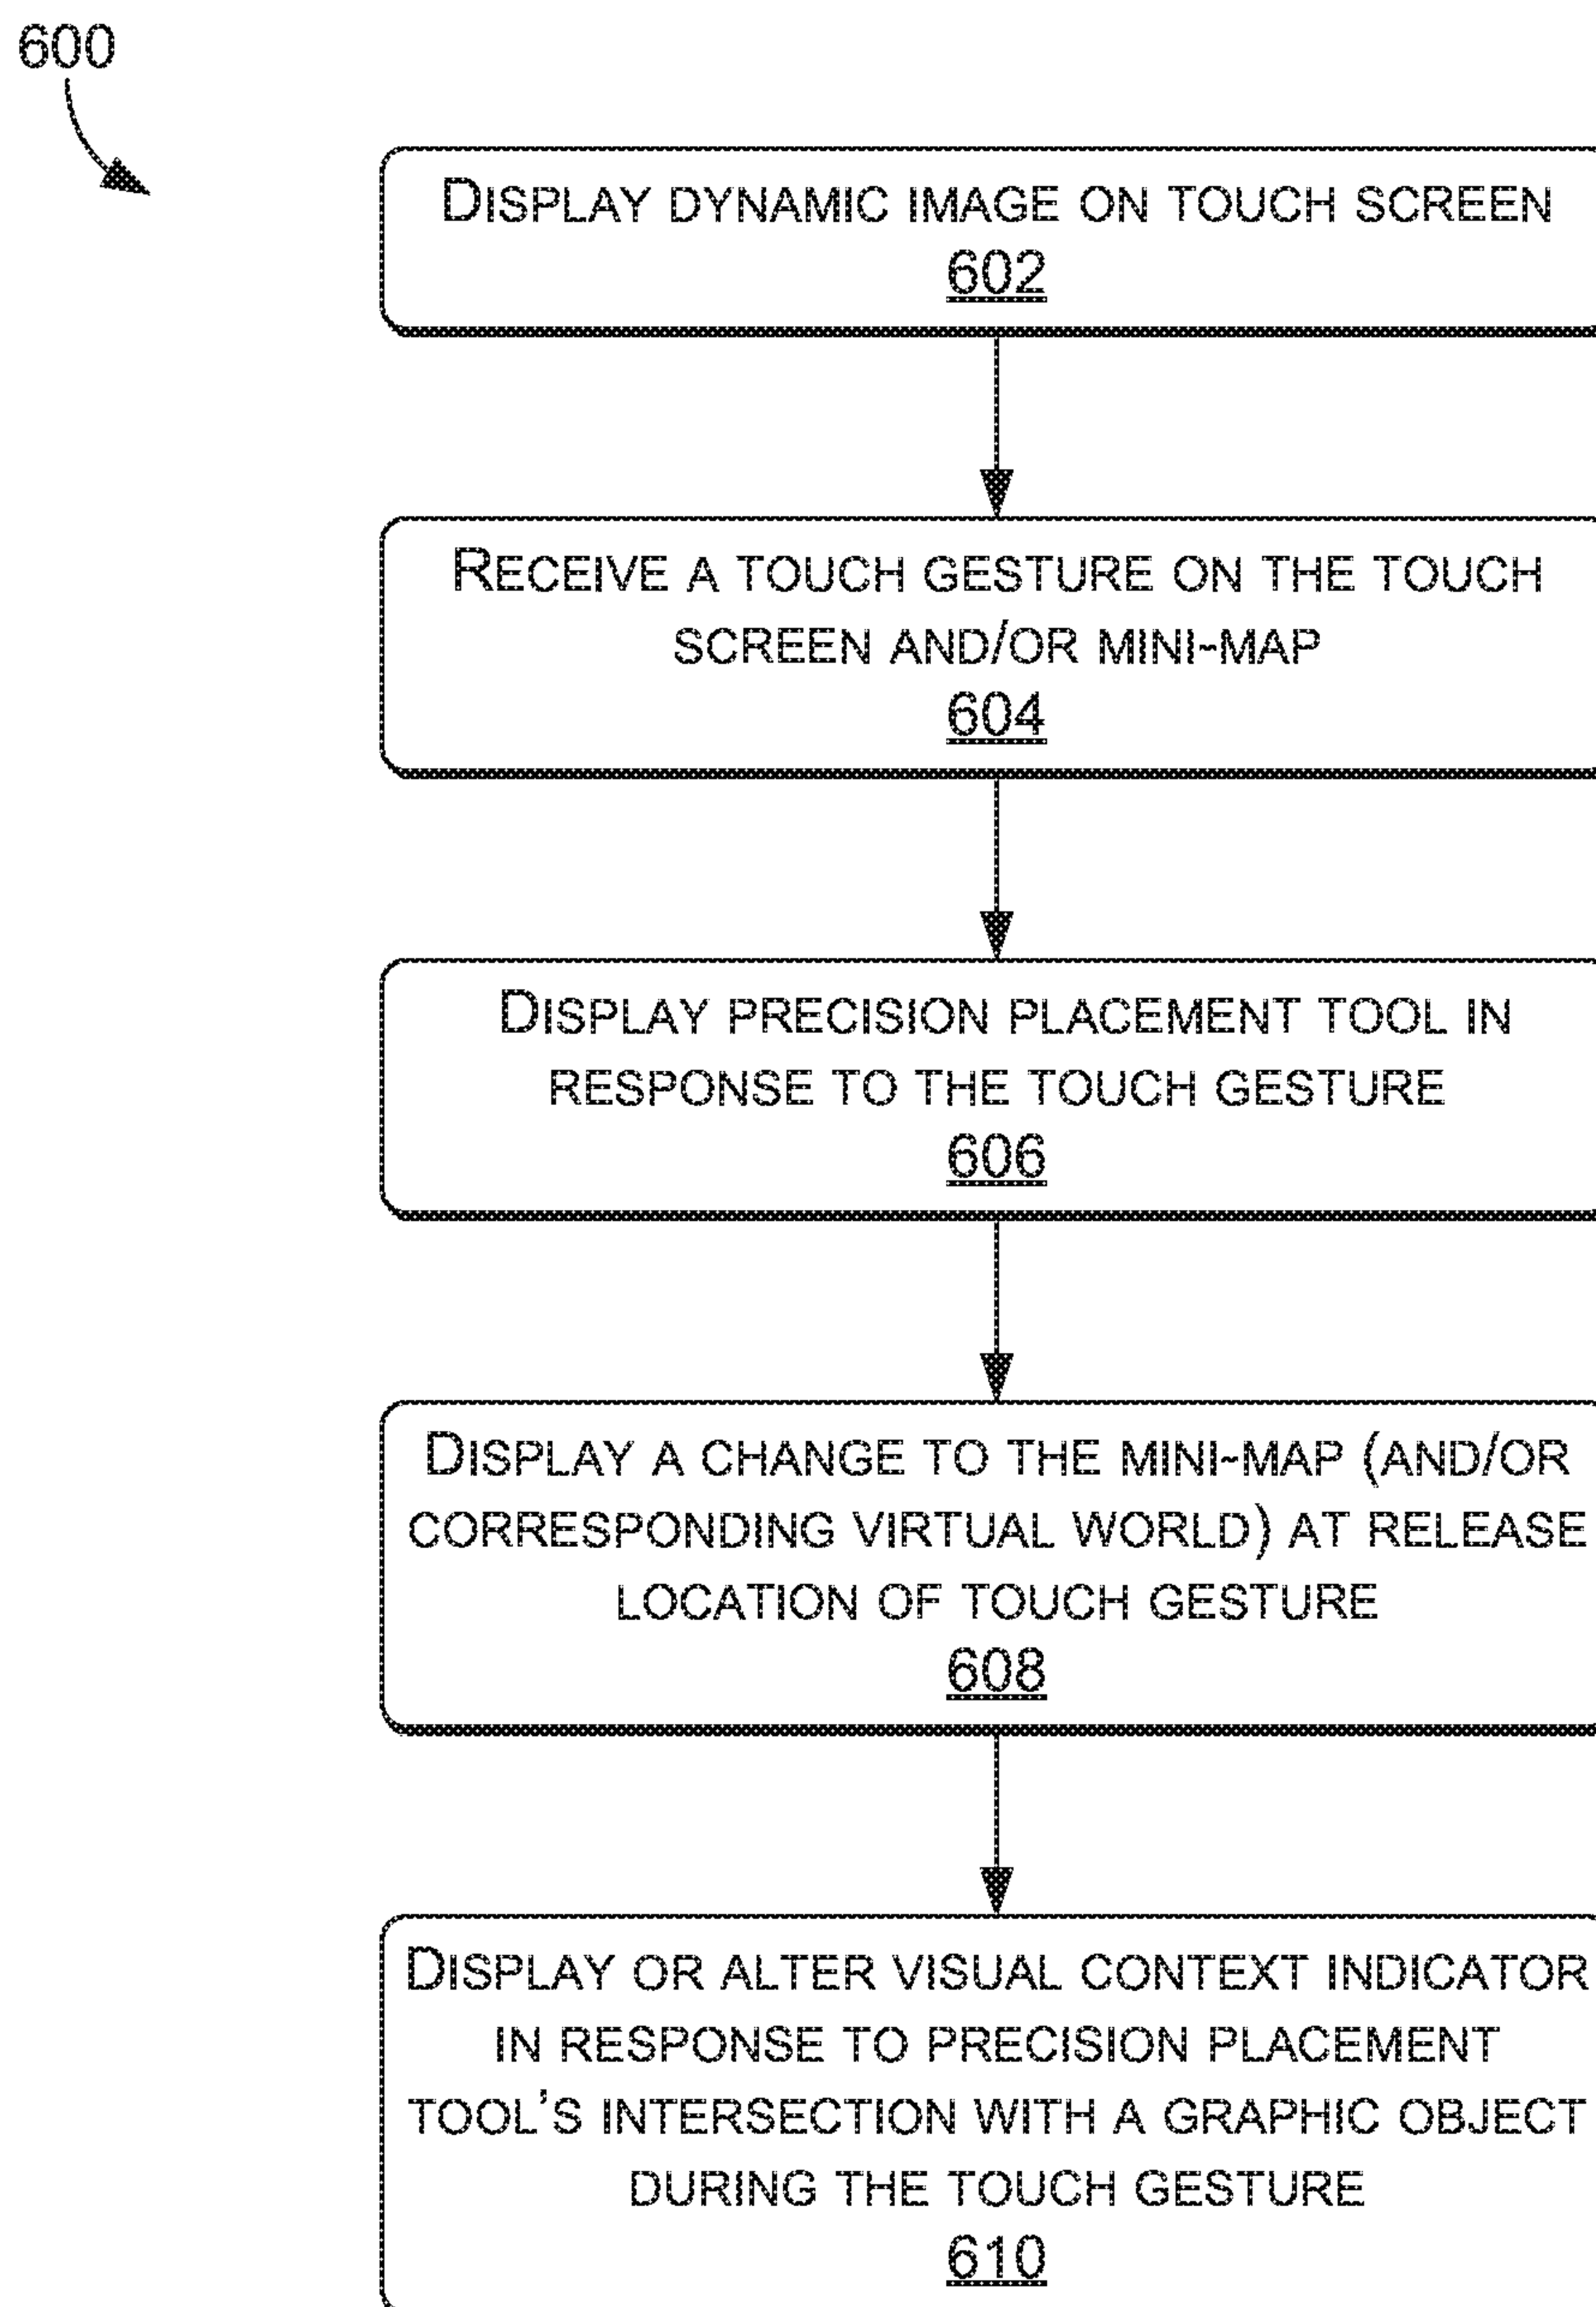 600
DISPLAY DYNAMIC IMAGE ON TOUCH SCREEN
602
RECEIVE A TOUCH GESTURE ON THE TOUCH
SCREEN AND/OR MINI-MAP
604
DISPLAY PRECISION PLACEMENT TOOL IN
RESPONSE TO THE TOUCH GESTURE
606
DISPLAY A CHANGE TO THE MINI-MAP (AND/OR
CORRESPONDING VIRTUAL WORLD) AT RELEASE
LOCATION OF TOUCH GESTURE
608
DISPLAY OR ALTER VISUAL CONTEXT INDICATOR
IN RESPONSE TO PRECISION PLACEMENT
TOOL'S INTERSECTION WITH A GRAPHIC OBJECT
DURING THE TOUCH GESTURE
610